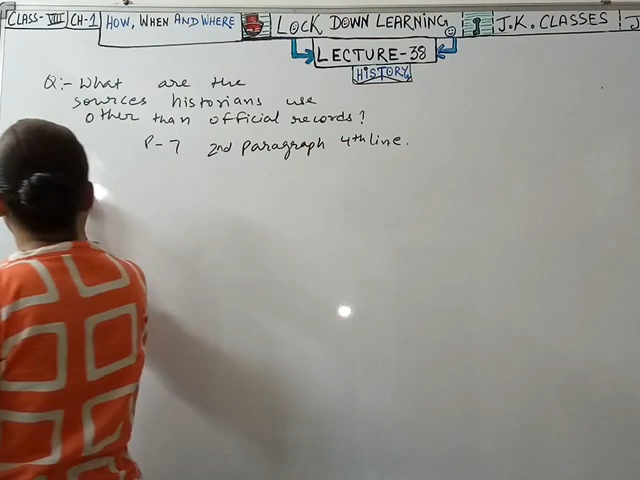 CLASS-VIII CH-1 HOW, WHEN AND WHERE LOCK DOWN LEARNING J.K. CLASSES J
LECTURE-38
HISTORY
Q:- What are the
sources historians use
other than official records?
P-7 2nd paragraph 4th line.